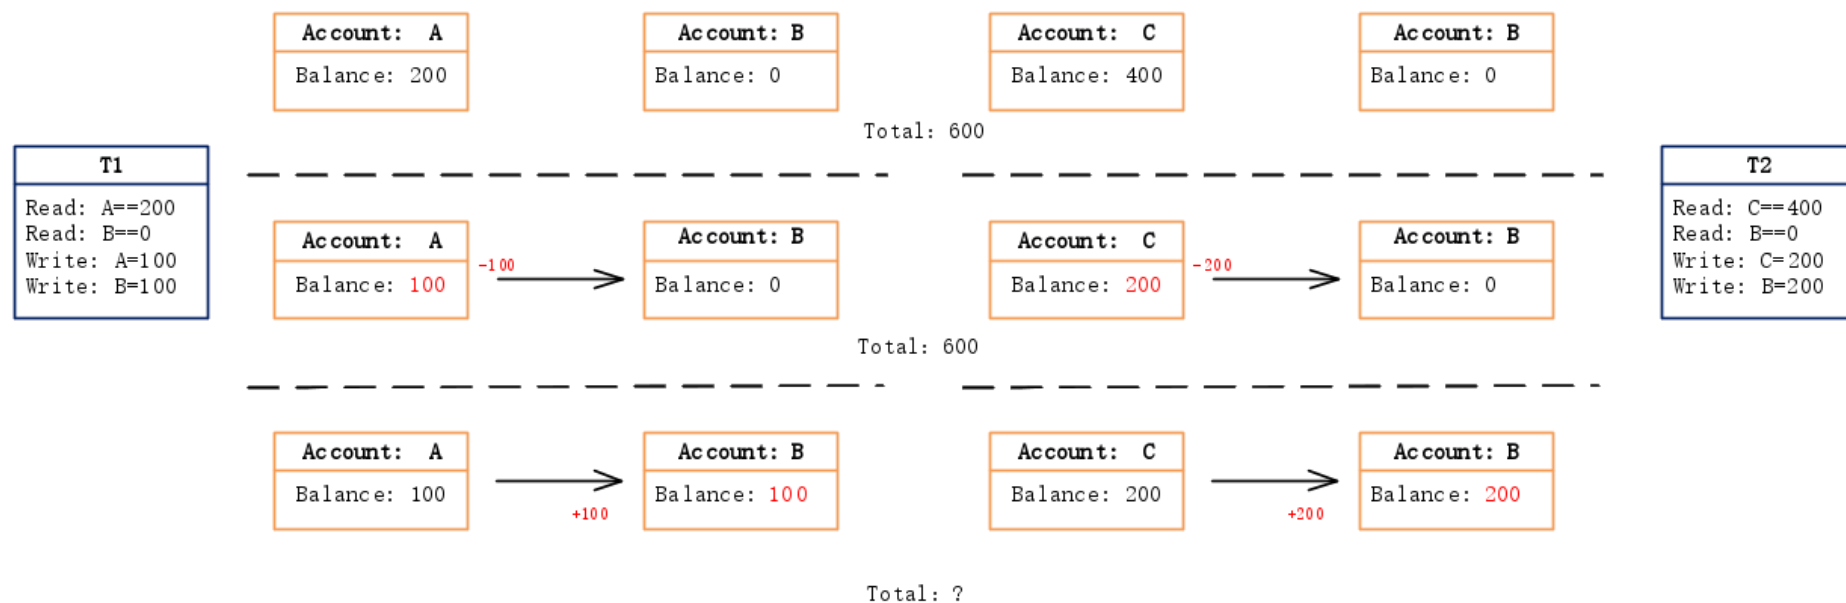 Account: A
Balance: 200
Account: B
Balance: 0
Account: C
Balance: 400
Account: B
Balance: 0
Total: 600
T1
Read: A==200
Read: B==0
Write: A=100
Write: B=100
T2
Read: C==400
Read: B==0
Write: C=200
Write: B=200
Account: A
Balance: 100
-100
Account: B
Balance: 0
Account: C
Balance: 200
-200
Account: B
Balance: 0
Total: 600
Account: A
Balance: 100
+100
Account: B
Balance: 100
Account: C
Balance: 200
+200
Account: B
Balance: 200
Total: ?